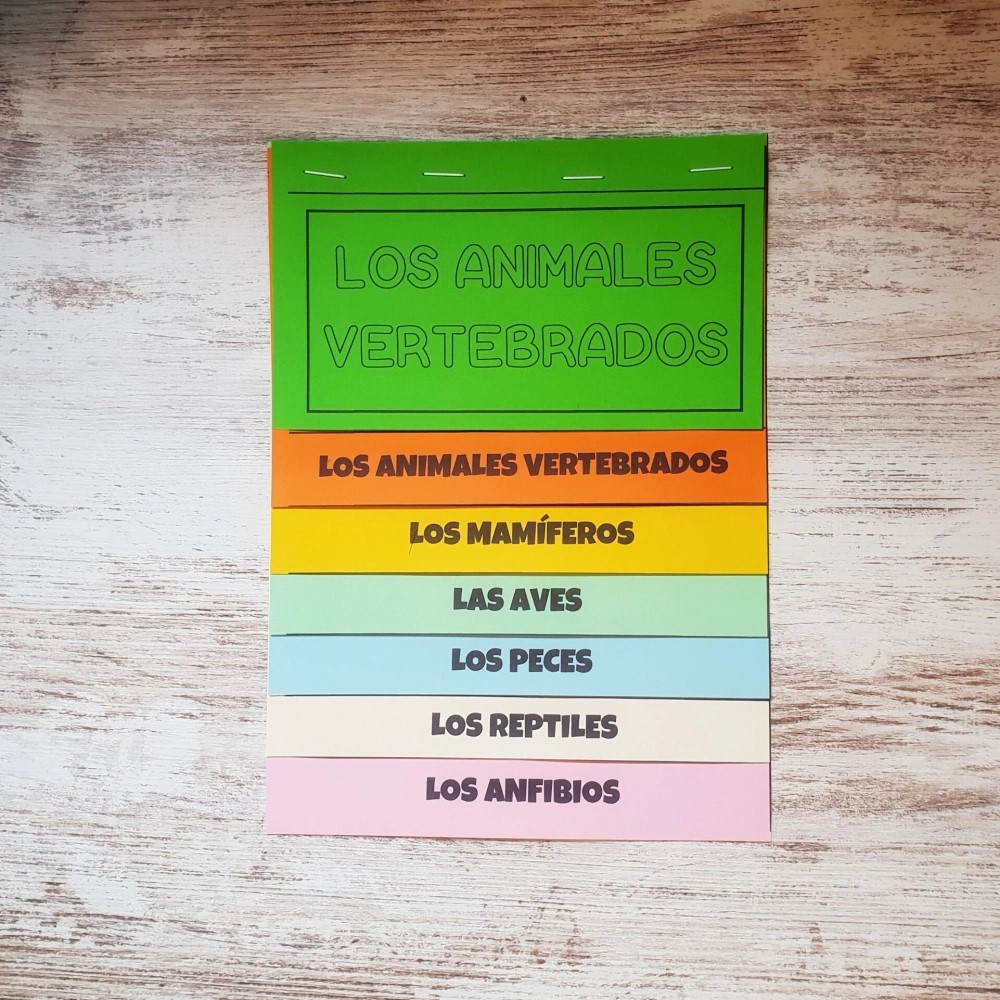 LOS ANIMALES
VERTEBRADOS
LOS ANIMALES VERTEBRADOS
LOS MAMÍFEROS
LAS AVES
LOS PECES
LOS REPTILES
LOS ANFIBIOS